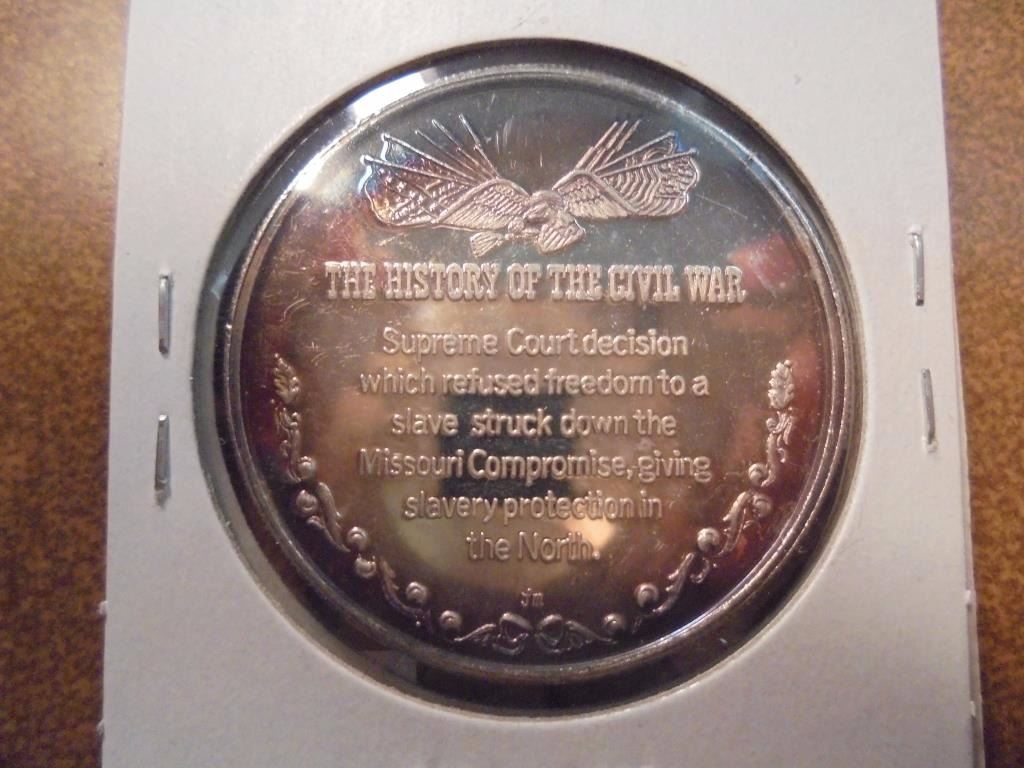 THE HISTORY OF THE CIVIL WAR
Supreme Court decision
which refused freedom to a
slave struck down the
Missouri Compromise, giving
slavery protection in
the North.